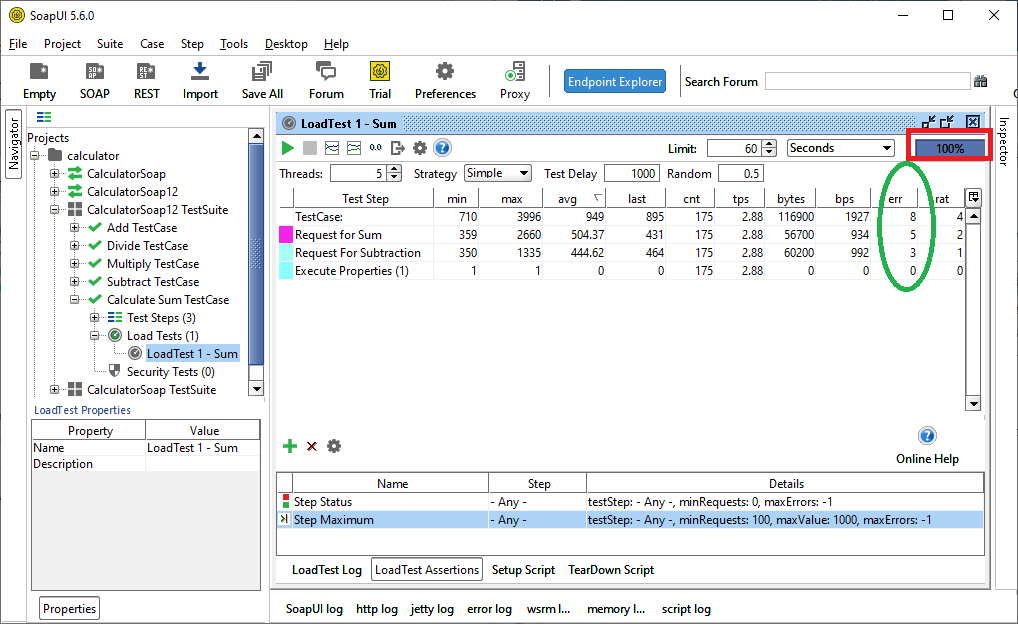 SoapUI 5.6.0
File Project Suite Case Step Tools Desktop Help
Empty SOAP REST Import Save All Forum Trial Preferences Proxy Endpoint Explorer Search Forum
Navigator
Inspector
Projects
calculator
CalculatorSoap
CalculatorSoap12
CalculatorSoap12 TestSuite
Add TestCase
Divide TestCase
Multiply TestCase
Subtract TestCase
Calculate Sum TestCase
Test Steps (3)
Load Tests (1)
LoadTest 1 - Sum
Security Tests (0)
CalculatorSoap TestSuite
LoadTest Properties
Property Value
Name LoadTest 1 - Sum
Description
Properties
LoadTest 1 - Sum
0.0 Limit: 60 Seconds 100%
Threads: 5 Strategy Simple Test Delay 1000 Random 0.5
Test Step min max avg last cnt tps bytes bps err rat
TestCase: 710 3996 949 895 175 2.88 116900 1927 8 4
Request for Sum 359 2660 504.37 431 175 2.88 56700 934 5 2
Request For Subtraction 350 1335 444.62 464 175 2.88 60200 992 3 1
Execute Properties (1) 1 1 0 0 175 2.88 0 0 0 0
Online Help
Name Step Details
Step Status - Any - testStep: - Any -, minRequests: 0, maxErrors: -1
Step Maximum - Any - testStep: - Any -, minRequests: 100, maxValue: 1000, maxErrors: -1
LoadTest Log LoadTest Assertions Setup Script TearDown Script
SoapUI log http log jetty log error log wsrm l... memory l... script log